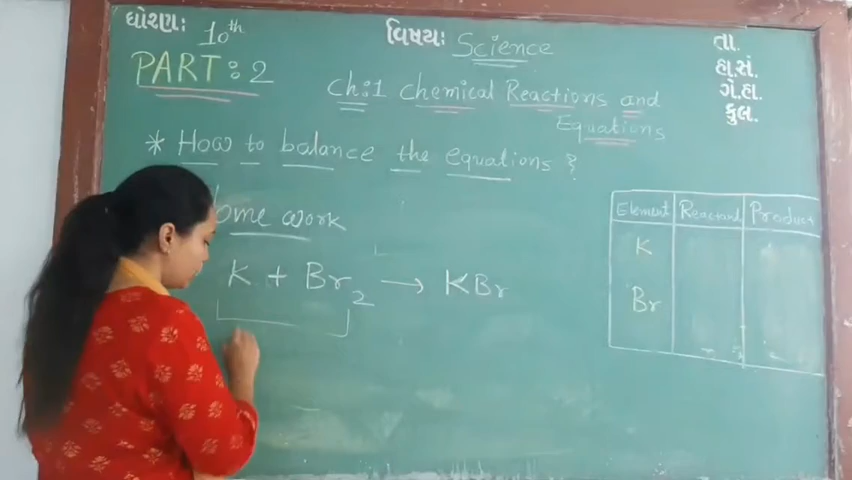 ધોરણ: 10th
વિષય: Science
તા.
હા.સં.
ગે.હા.
કુલ.
PART: 2
Ch:1 Chemical Reactions and
Equations
* How to balance the equations ?
ome work
K + Br2 → KBr
Element Reactant Product
K
Br